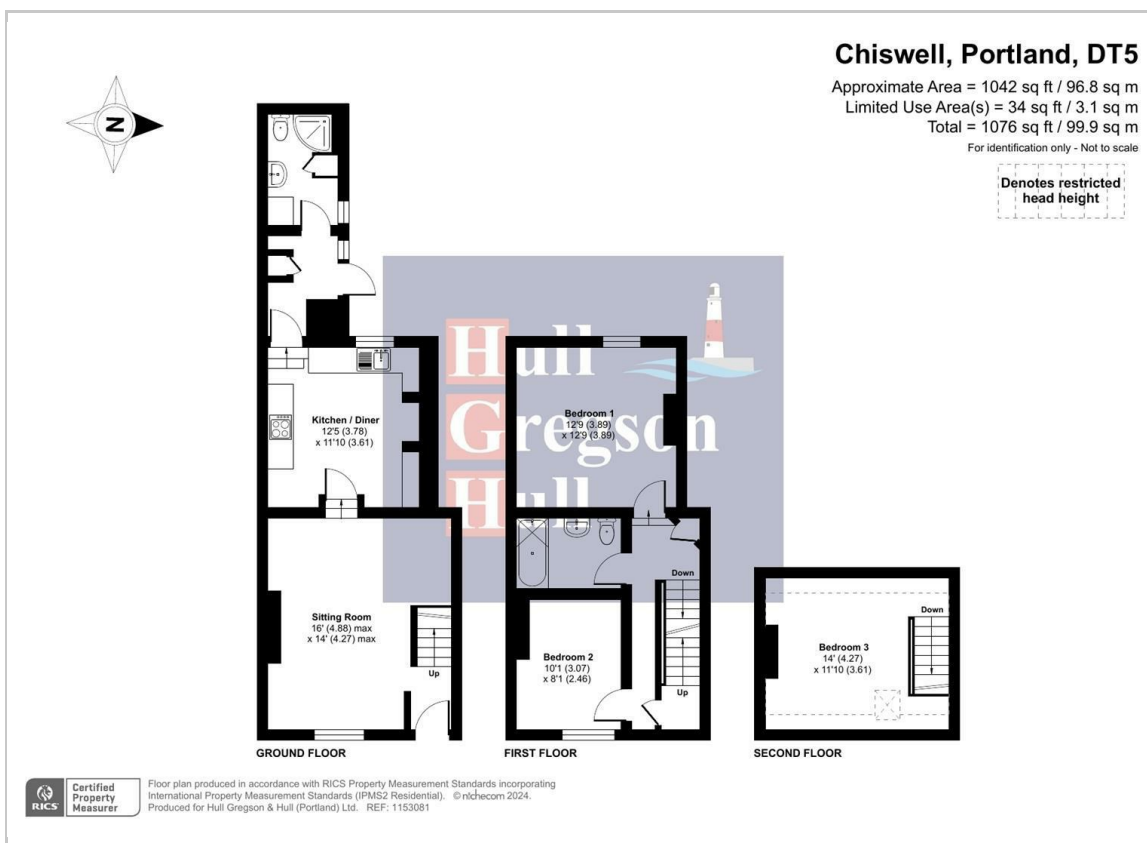 Chiswell, Portland, DT5
Approximate Area = 1042 sq ft / 96.8 sq m
Limited Use Area(s) = 34 sq ft / 3.1 sq m
Total = 1076 sq ft / 99.9 sq m
For identification only - Not to scale
Denotes restricted
head height
N
Hull
Gregson
Hull
Kitchen / Diner
12'5 (3.78)
x 11'10 (3.61)
Sitting Room
16' (4.88) max
x 14' (4.27) max
Up
GROUND FLOOR
Bedroom 1
12'9 (3.89)
x 12'9 (3.89)
Down
Bedroom 2
10'1 (3.07)
x 8'1 (2.46)
Up
FIRST FLOOR
Down
Bedroom 3
14' (4.27)
x 11'10 (3.61)
SECOND FLOOR
RICS
Certified
Property
Measurer
Floor plan produced in accordance with RICS Property Measurement Standards incorporating
International Property Measurement Standards (IPMS2 Residential). © nichecom 2024.
Produced for Hull Gregson & Hull (Portland) Ltd. REF: 1153081